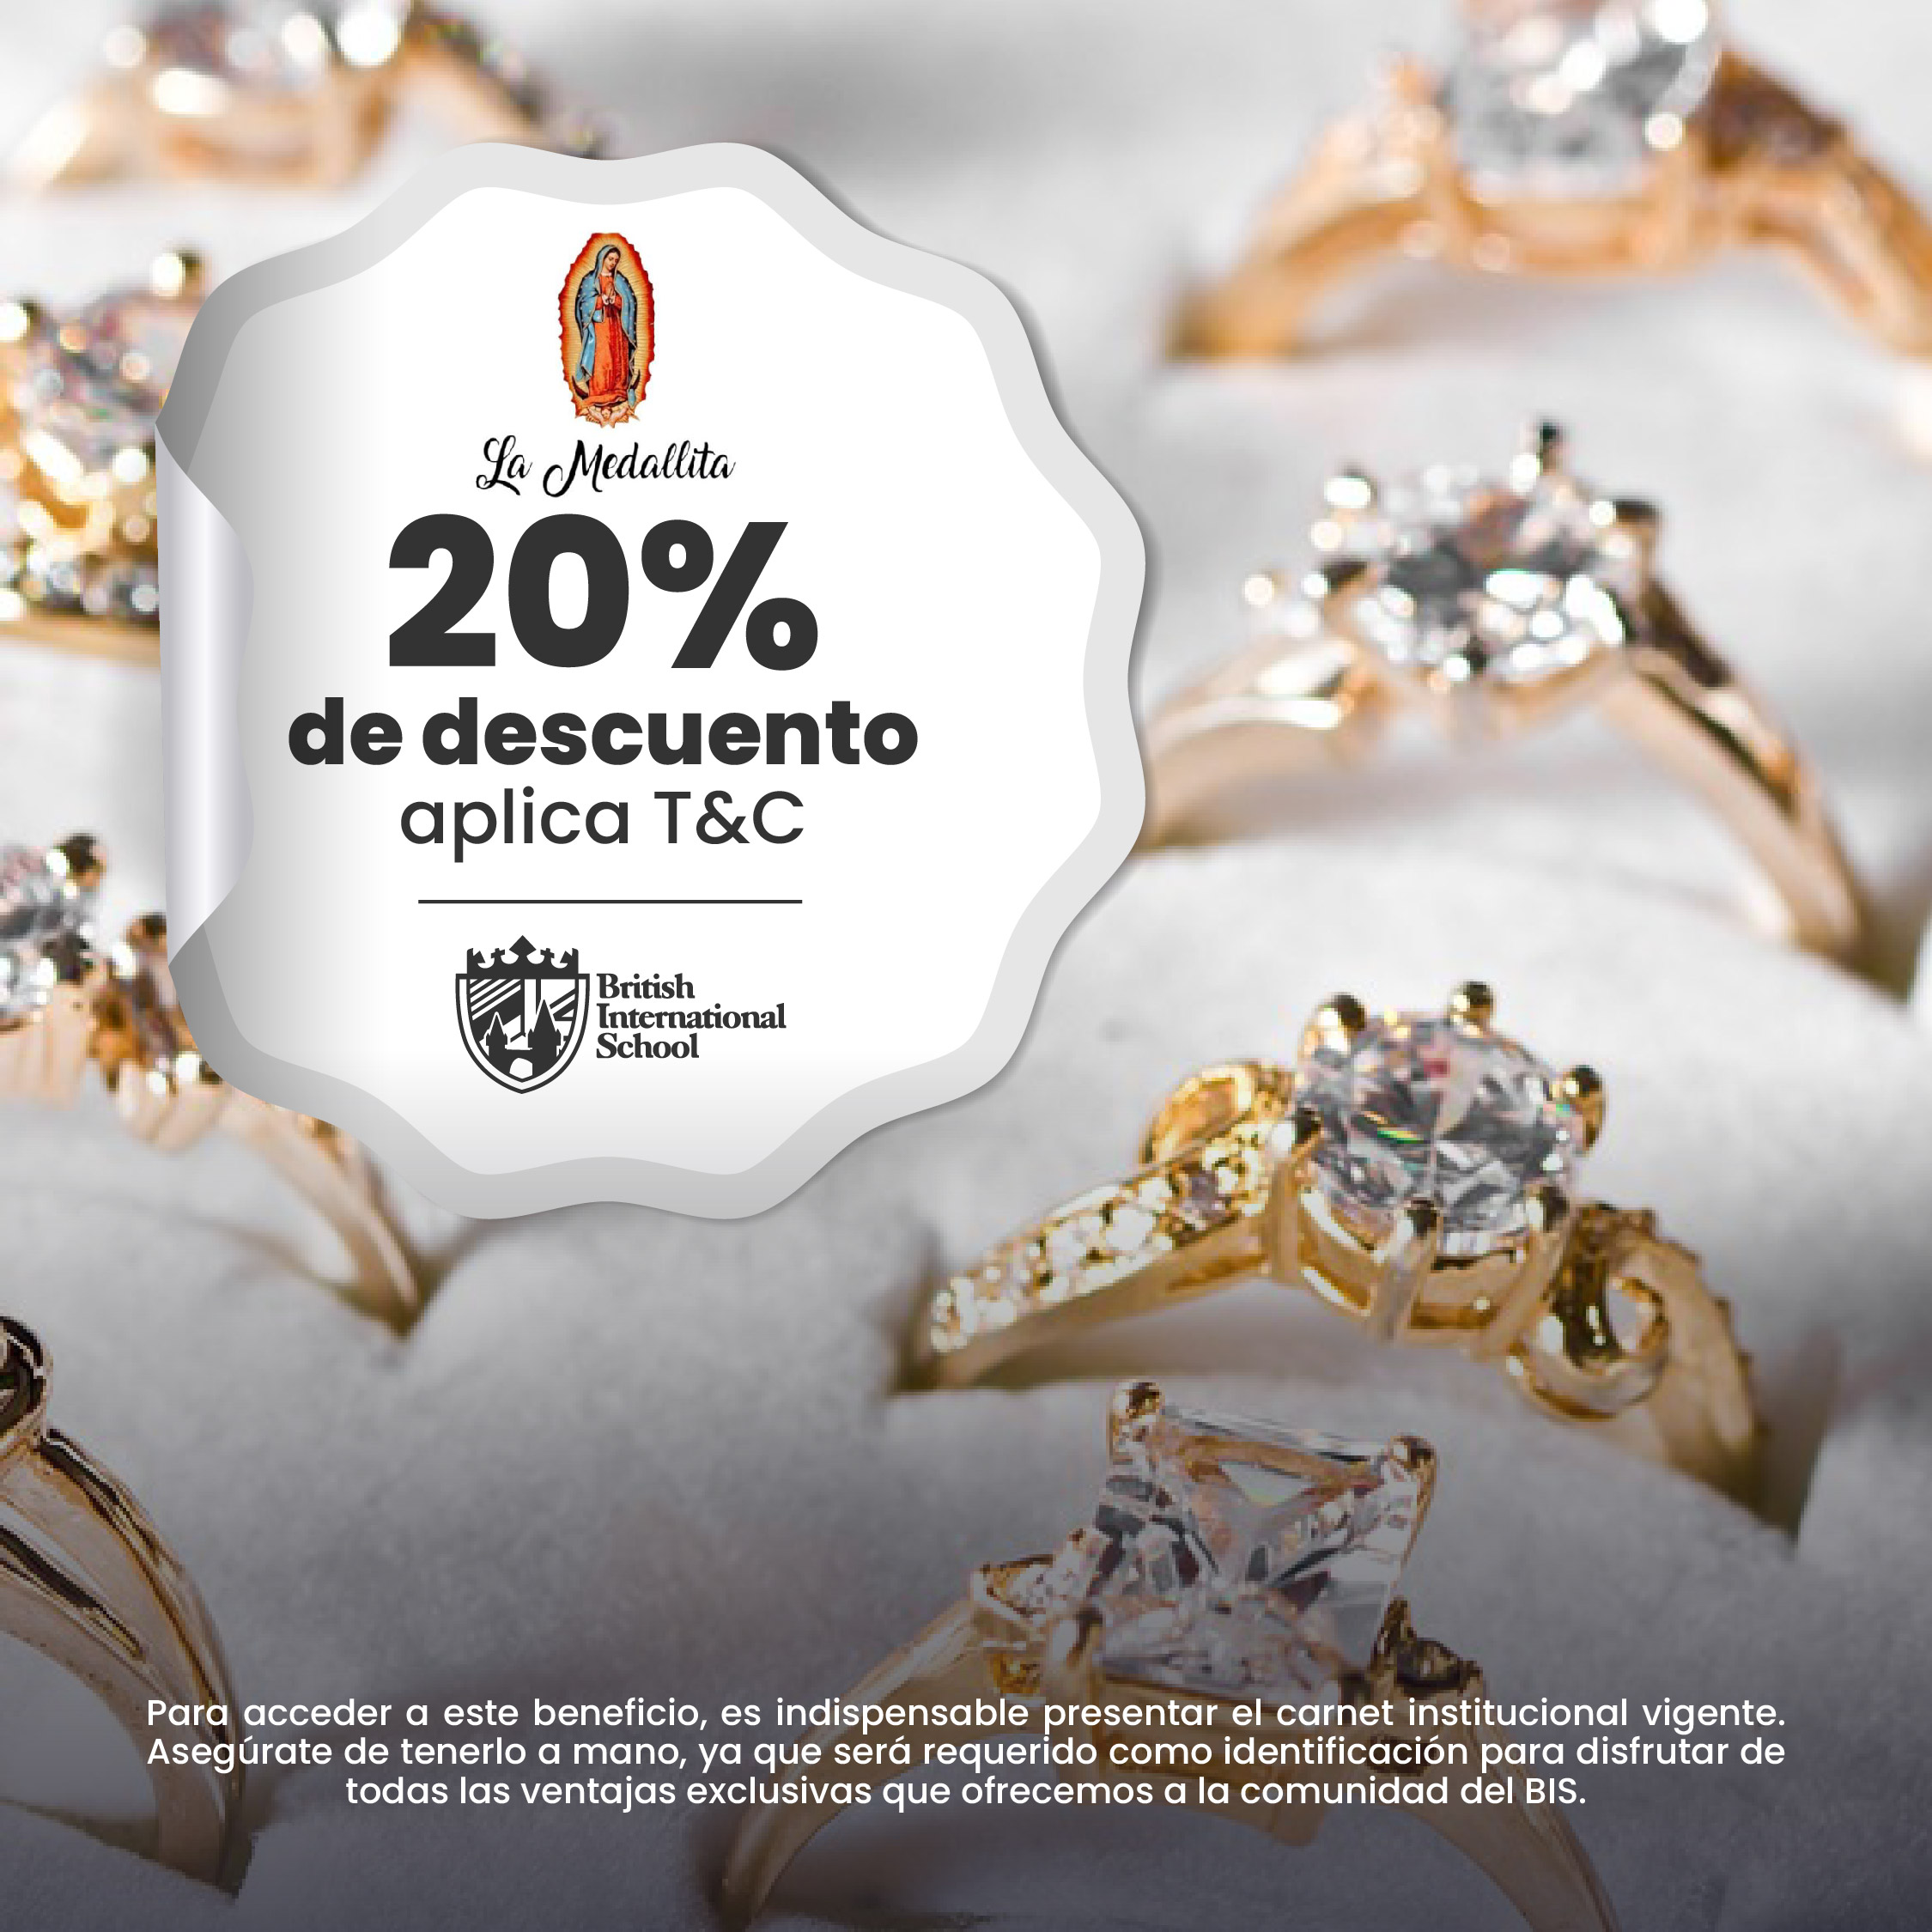 La Medallita
20%
de descuento
aplica T&C
British
International
School
Para acceder a este beneficio, es indispensable presentar el carnet institucional vigente.
Asegúrate de tenerlo a mano, ya que será requerido como identificación para disfrutar de
todas las ventajas exclusivas que ofrecemos a la comunidad del BIS.